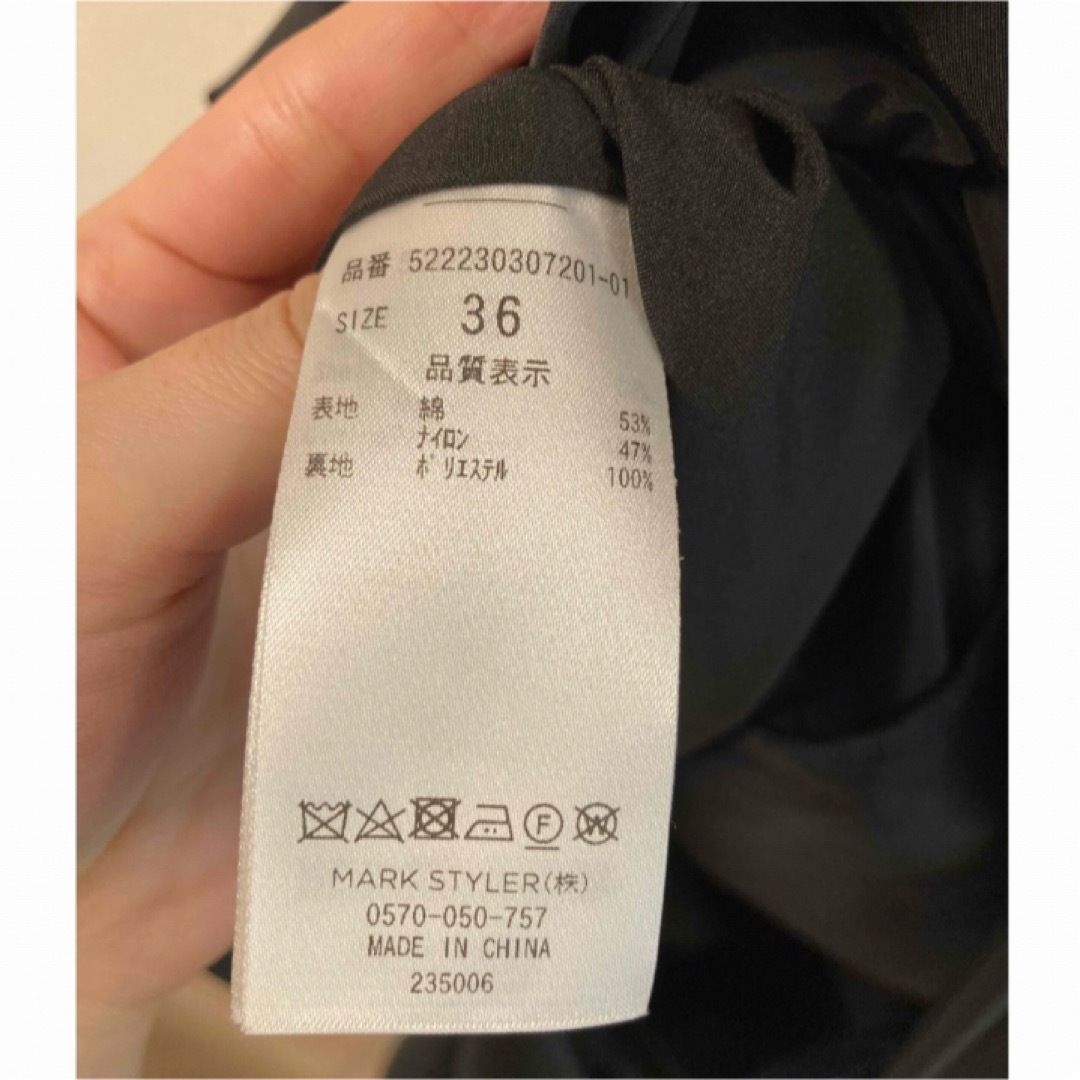 品番 522230307201-01
SIZE 36
品質表示
表地 綿 53%
ナイロン 47%
裏地 ポリエステル 100%
F W
MARK STYLER(株)
0570-050-757
MADE IN CHINA
235006